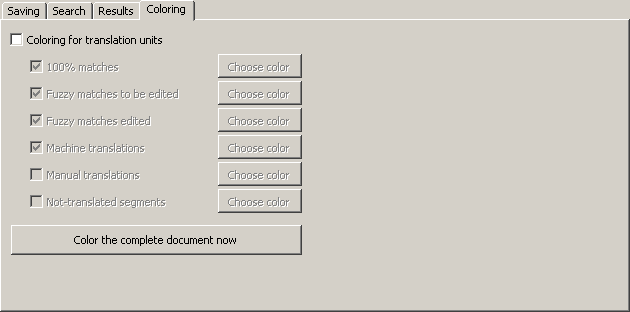 Saving Search Results Coloring
Coloring for translation units
100% matches Choose color
Fuzzy matches to be edited Choose color
Fuzzy matches edited Choose color
Machine translations Choose color
Manual translations Choose color
Not-translated segments Choose color
Color the complete document now